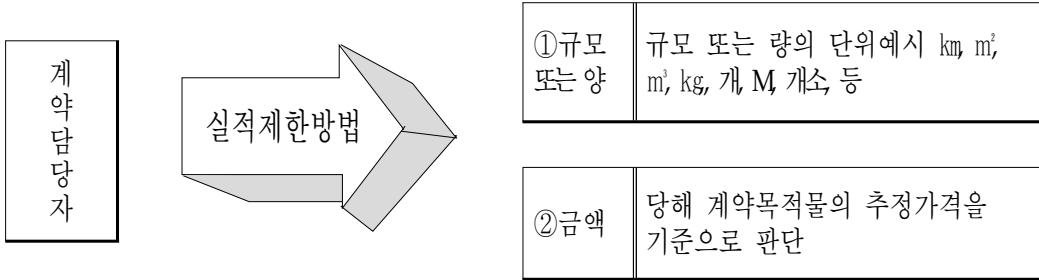 계약담당자
실적제한방법
①규모
또는 양
규모 또는 량의 단위예시 km, m²,
m³, kg, 개, M, 개소, 등
②금액
당해 계약목적물의 추정가격을
기준으로 판단